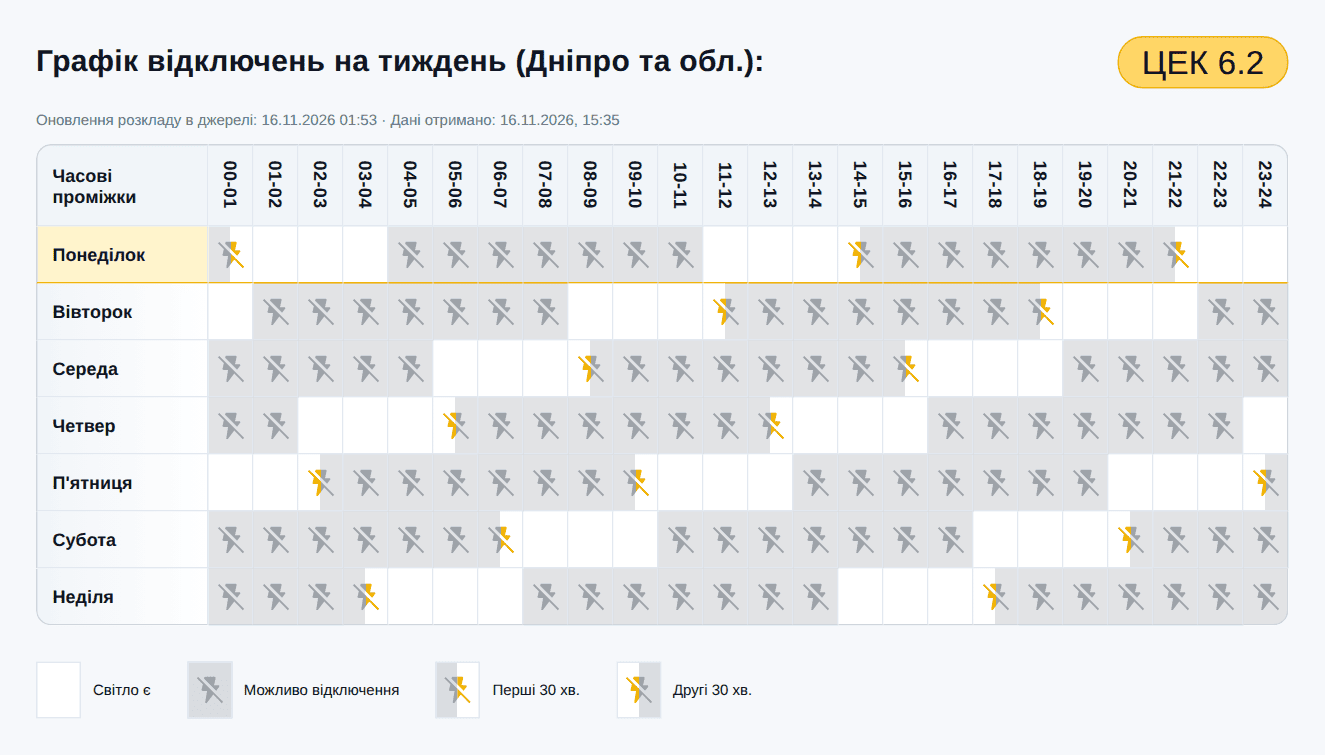 Графік відключень на тиждень (Дніпро та обл.):
ЦЕК 6.2
Оновлення розкладу в джерелі: 16.11.2026 01:53 · Дані отримано: 16.11.2026, 15:35
Часові
проміжки
00-01 01-02 02-03 03-04 04-05 05-06 06-07 07-08 08-09 09-10 10-11 11-12 12-13 13-14 14-15 15-16 16-17 17-18 18-19 19-20 20-21 21-22 22-23 23-24
Понеділок
Вівторок
Середа
Четвер
П'ятниця
Субота
Неділя
Світло є
Можливо відключення
Перші 30 хв.
Другі 30 хв.